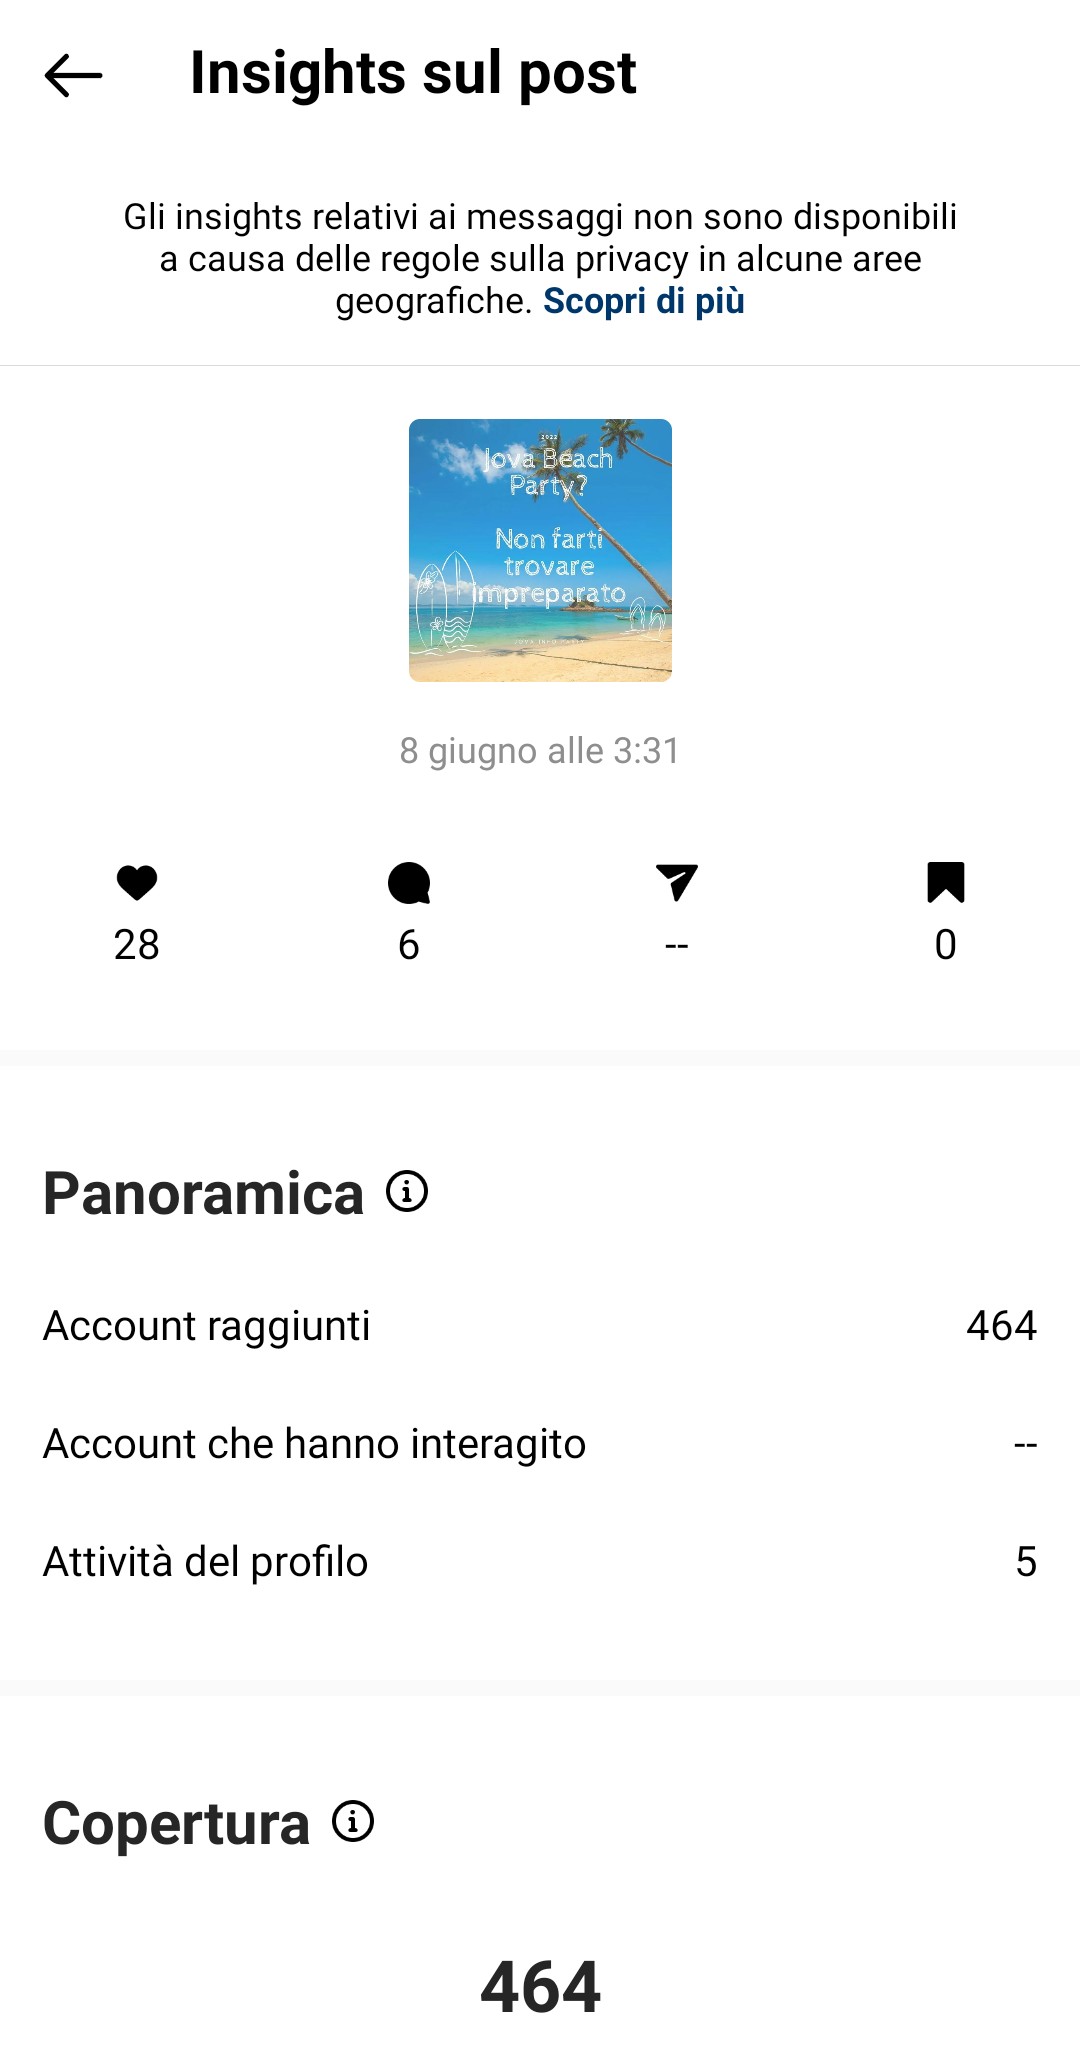 Insights sul post
Gli insights relativi ai messaggi non sono disponibili
a causa delle regole sulla privacy in alcune aree
geografiche. Scopri di più
2022
Jova Beach
Party?
Non farti
trovare
impreparato
8 giugno alle 3:31
28
6
--
0
Panoramica
Account raggiunti
464
Account che hanno interagito
--
Attività del profilo
5
Copertura
464